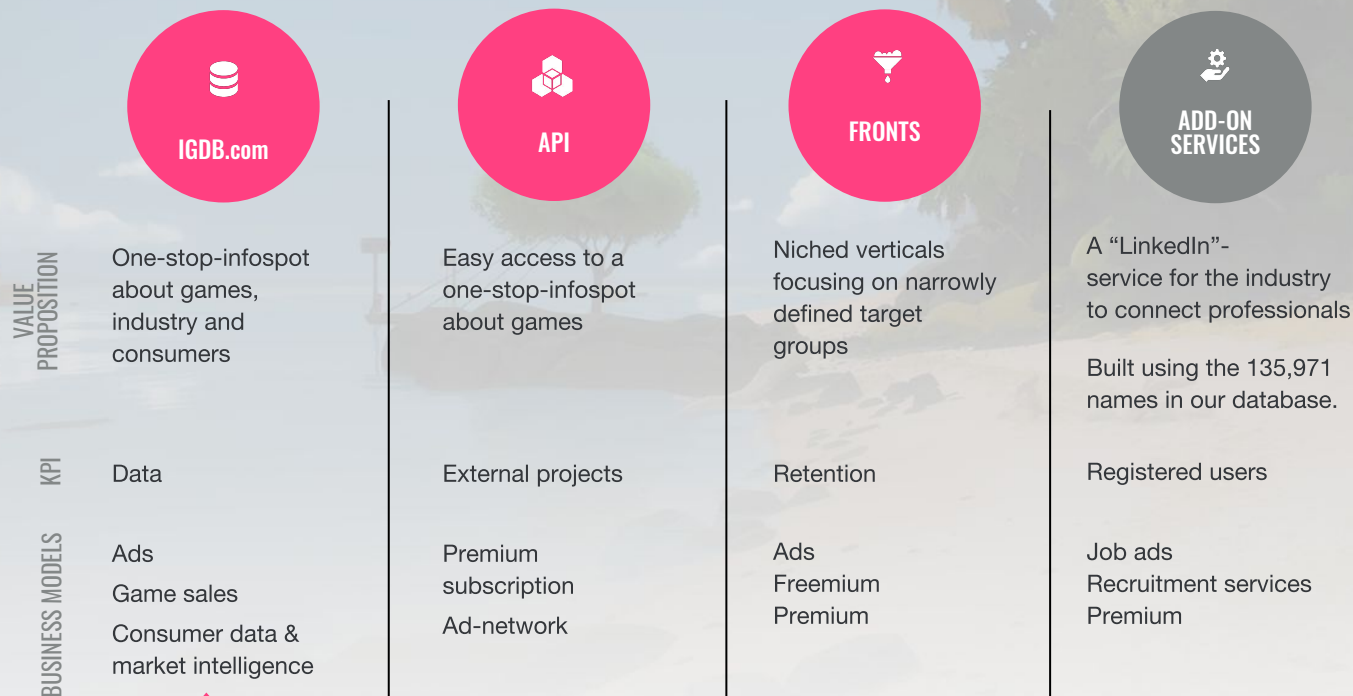 IGDB.com
API
FRONTS
ADD-ON
SERVICES
VALUE
PROPOSITION
One-stop-infospot
about games,
industry and
consumers
Easy access to a
one-stop-infospot
about games
Niched verticals
focusing on narrowly
defined target
groups
A “LinkedIn”-
service for the industry
to connect professionals
Built using the 135,971
names in our database.
KPI
Data
External projects
Retention
Registered users
BUSINESS MODELS
Ads
Game sales
Consumer data &
market intelligence
Premium
subscription
Ad-network
Ads
Freemium
Premium
Job ads
Recruitment services
Premium